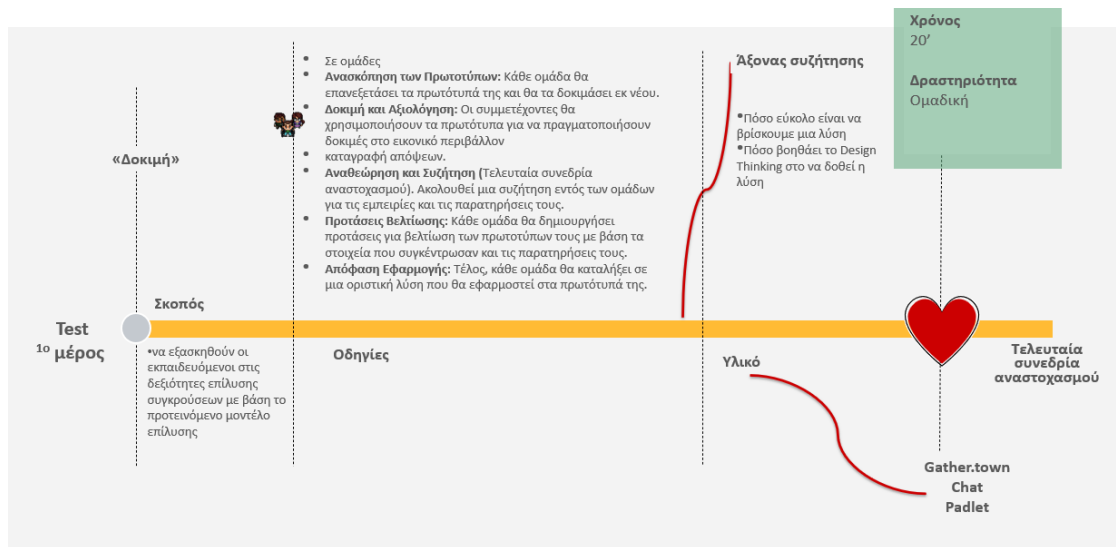 Test
1ο μέρος
«Δοκιμή»
Σκοπός
•να εξασκηθούν οι
εκπαιδευόμενοι στις
δεξιότητες επίλυσης
συγκρούσεων με βάση το
προτεινόμενο μοντέλο
επίλυσης
• Σε ομάδες
• Ανασκόπηση των Πρωτοτύπων: Κάθε ομάδα θα
επανεξετάσει τα πρωτότυπά της και θα τα δοκιμάσει εκ νέου.
• Δοκιμή και Αξιολόγηση: Οι συμμετέχοντες θα
χρησιμοποιήσουν τα πρωτότυπα για να πραγματοποιήσουν
δοκιμές στο εικονικό περιβάλλον
• καταγραφή απόψεων.
• Αναθεώρηση και Συζήτηση (Τελευταία συνεδρία
αναστοχασμού). Ακολουθεί μια συζήτηση εντός των ομάδων
για τις εμπειρίες και τις παρατηρήσεις τους.
• Προτάσεις Βελτίωσης: Κάθε ομάδα θα δημιουργήσει
προτάσεις για βελτίωση των πρωτοτύπων τους με βάση τα
στοιχεία που συγκέντρωσαν και τις παρατηρήσεις τους.
• Απόφαση Εφαρμογής: Τέλος, κάθε ομάδα θα καταλήξει σε
μια οριστική λύση που θα εφαρμοστεί στα πρωτότυπά της.
Οδηγίες
Άξονας συζήτησης
•Πόσο εύκολο είναι να
βρίσκουμε μια λύση
•Πόσο βοηθάει το Design
Thinking στο να δοθεί η
λύση
Υλικό
Χρόνος
20’
Δραστηριότητα
Ομαδική
Τελευταία
συνεδρία
αναστοχασμού
Gather.town
Chat
Padlet